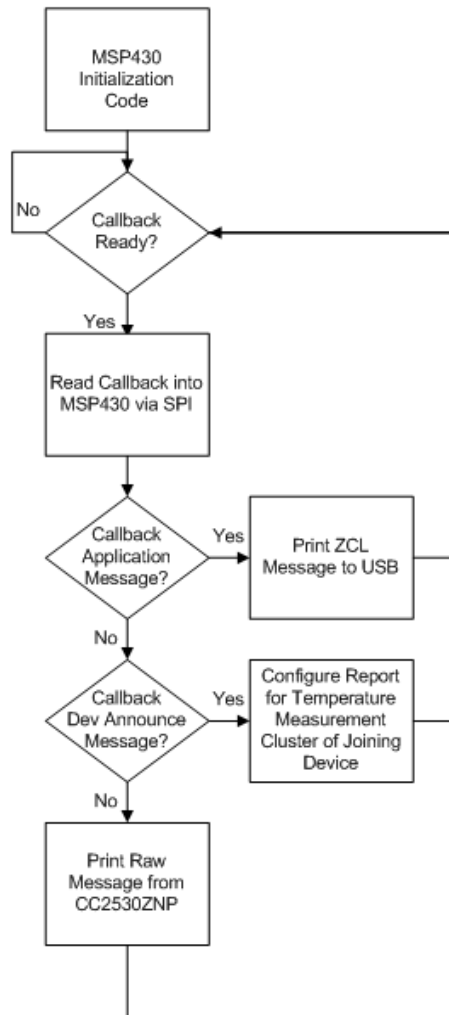 MSP430
Initialization
Code
No
Callback
Ready?
Yes
Read Callback into
MSP430 via SPI
Callback
Application
Message?
Yes
Print ZCL
Message to USB
No
Callback
Dev Announce
Message?
Yes
Configure Report
for Temperature
Measurement
Cluster of Joining
Device
No
Print Raw
Message from
CC2530ZNP